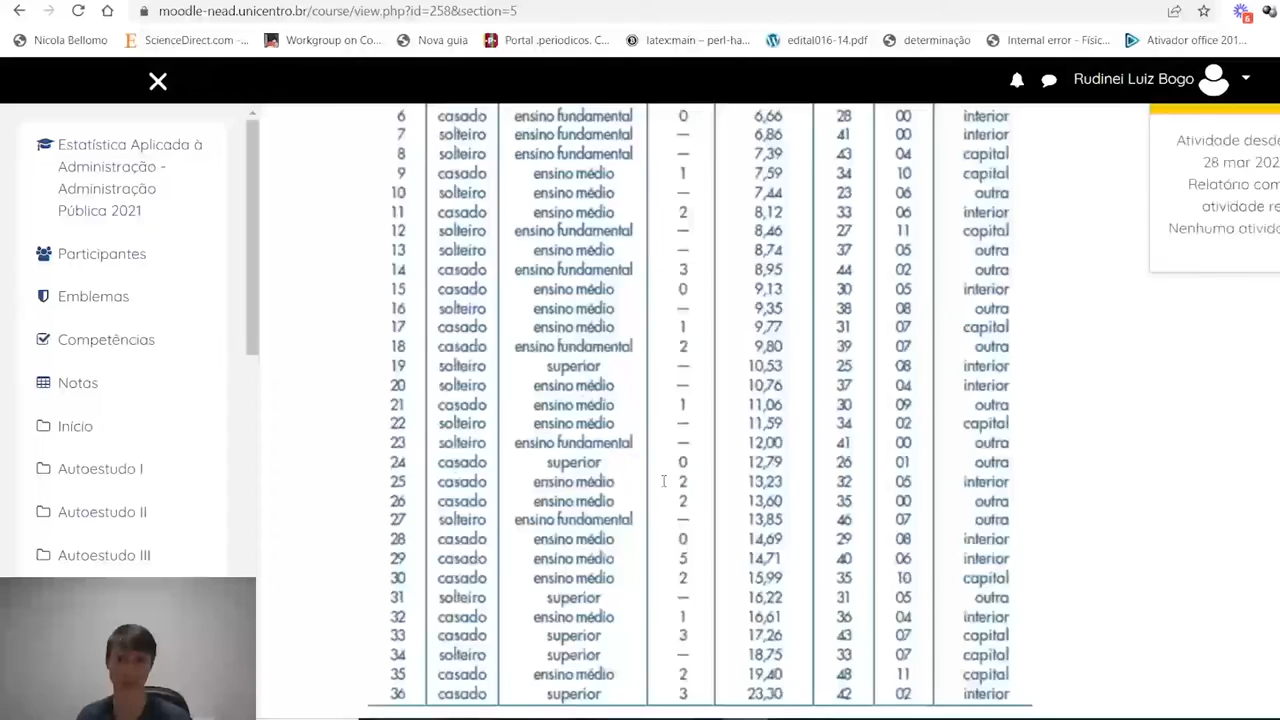 moodle-nead.unicentro.br/course/view.php?id=258&section=5
Nicola Bellomo ScienceDirect.com -... Workgroup on Co... Nova guia Portal .periodicos. C... latex:main – perl-ha... edital016-14.pdf determinação Internal error - Físic... Ativador office 201...
Rudinei Luiz Bogo
Estatística Aplicada à
Administração -
Administração
Pública 2021
Participantes
Emblemas
Competências
Notas
Início
Autoestudo I
Autoestudo II
Autoestudo III
6 casado ensino fundamental 0 6,66 28 00 interior
7 solteiro ensino fundamental — 6,86 41 00 interior
8 solteiro ensino fundamental — 7,39 43 04 capital
9 casado ensino médio 1 7,59 34 10 capital
10 solteiro ensino médio — 7,44 23 06 outra
11 casado ensino médio 2 8,12 33 06 interior
12 solteiro ensino fundamental — 8,46 27 11 capital
13 solteiro ensino médio — 8,74 37 05 outra
14 casado ensino fundamental 3 8,95 44 02 outra
15 casado ensino médio 0 9,13 30 05 interior
16 solteiro ensino médio — 9,35 38 08 outra
17 casado ensino médio 1 9,77 31 07 capital
18 casado ensino fundamental 2 9,80 39 07 outra
19 solteiro superior — 10,53 25 08 interior
20 solteiro ensino médio — 10,76 37 04 interior
21 casado ensino médio 1 11,06 30 09 outra
22 solteiro ensino médio — 11,59 34 02 capital
23 solteiro ensino fundamental — 12,00 41 00 outra
24 casado superior 0 12,79 26 01 outra
25 casado ensino médio 2 13,23 32 05 interior
26 casado ensino médio 2 13,60 35 00 outra
27 solteiro ensino fundamental — 13,85 46 07 outra
28 casado ensino médio 0 14,69 29 08 interior
29 casado ensino médio 5 14,71 40 06 interior
30 casado ensino médio 2 15,99 35 10 capital
31 solteiro superior — 16,22 31 05 outra
32 casado ensino médio 1 16,61 36 04 interior
33 casado superior 3 17,26 43 07 capital
34 solteiro superior — 18,75 33 07 capital
35 casado ensino médio 2 19,40 48 11 capital
36 casado superior 3 23,30 42 02 interior
Atividade desde
28 mar 202
Relatório com
atividade re
Nenhuma ativida